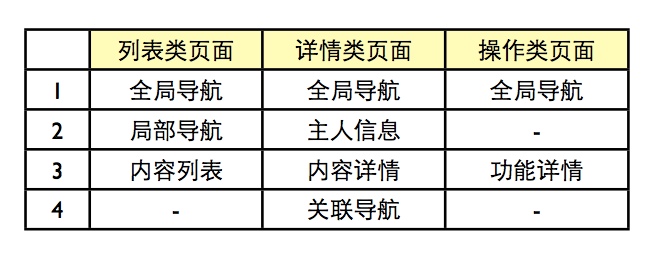 列表类页面 详情类页面 操作类页面
1 全局导航 全局导航 全局导航
2 局部导航 主人信息 -
3 内容列表 内容详情 功能详情
4 - 关联导航 -